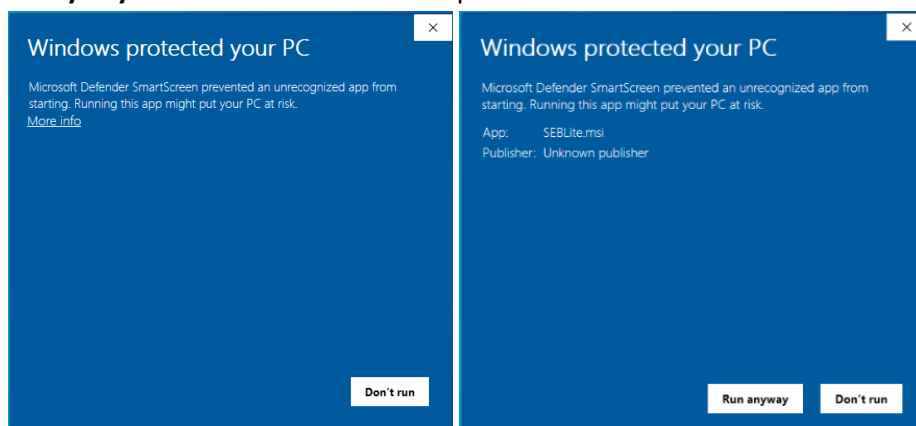 Windows protected your PC
Microsoft Defender SmartScreen prevented an unrecognized app from
starting. Running this app might put your PC at risk.
More info
Don't run
Windows protected your PC
Microsoft Defender SmartScreen prevented an unrecognized app from
starting. Running this app might put your PC at risk.
App: SEBLite.msi
Publisher: Unknown publisher
Run anyway Don't run